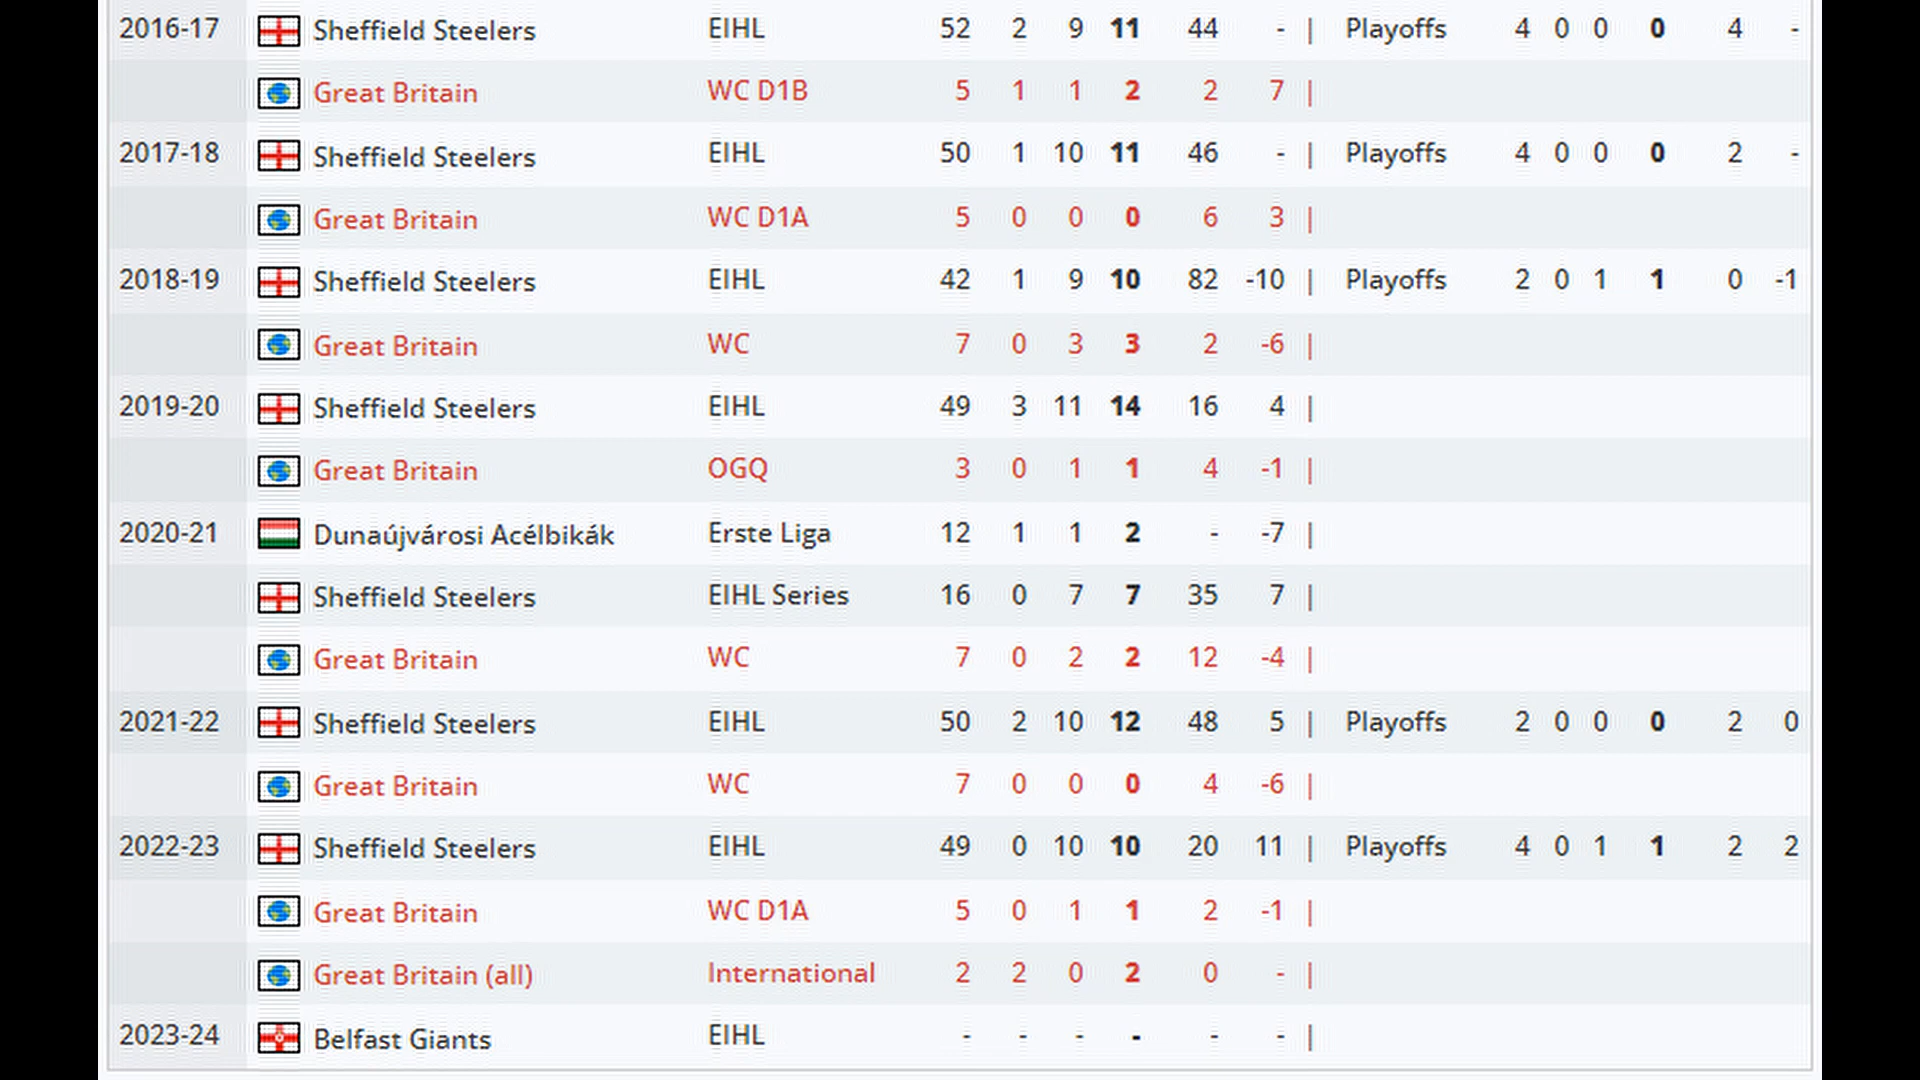 2016-17 Sheffield Steelers EIHL 52 2 9 11 44 - | Playoffs 4 0 0 0 4 -
Great Britain WC D1B 5 1 1 2 2 7 |
2017-18 Sheffield Steelers EIHL 50 1 10 11 46 - | Playoffs 4 0 0 0 2 -
Great Britain WC D1A 5 0 0 0 6 3 |
2018-19 Sheffield Steelers EIHL 42 1 9 10 82 -10 | Playoffs 2 0 1 1 0 -1
Great Britain WC 7 0 3 3 2 -6 |
2019-20 Sheffield Steelers EIHL 49 3 11 14 16 4 |
Great Britain OGQ 3 0 1 1 4 -1 |
2020-21 Dunaújvárosi Acélbikák Erste Liga 12 1 1 2 - -7 |
Sheffield Steelers EIHL Series 16 0 7 7 35 7 |
Great Britain WC 7 0 2 2 12 -4 |
2021-22 Sheffield Steelers EIHL 50 2 10 12 48 5 | Playoffs 2 0 0 0 2 0
Great Britain WC 7 0 0 0 4 -6 |
2022-23 Sheffield Steelers EIHL 49 0 10 10 20 11 | Playoffs 4 0 1 1 2 2
Great Britain WC D1A 5 0 1 1 2 -1 |
Great Britain (all) International 2 2 0 2 0 - |
2023-24 Belfast Giants EIHL - - - - - - |